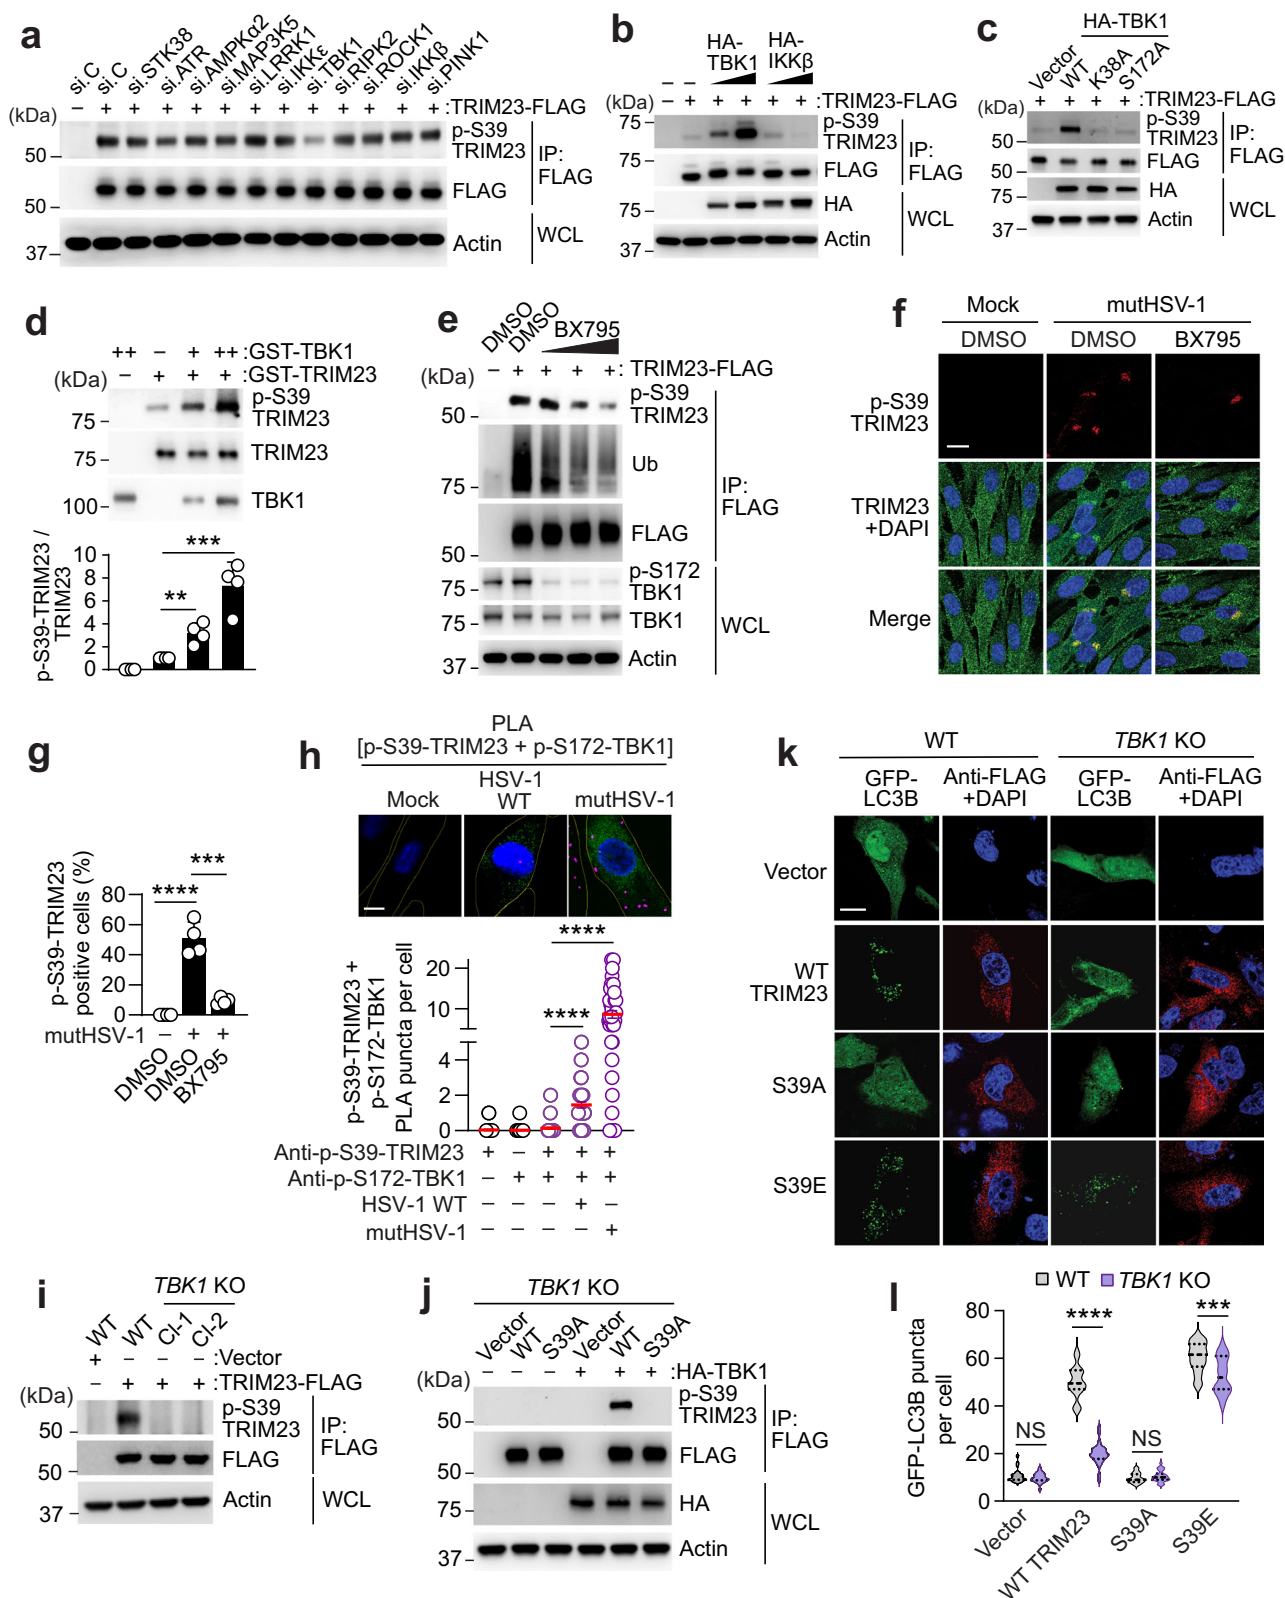 a
si.C
si.C
si.STK38
si.ATR
si.AMPKα2
si.MAP3K5
si.LRRK1
si.IKKε
si.TBK1
si.RIPK2
si.ROCK1
si.IKKβ
si.PINK1
(kDa) – + + + + + + + + + + + + :TRIM23-FLAG
p-S39
TRIM23
50
FLAG
50
IP:
FLAG
Actin
37
WCL
b
HA-
TBK1
HA-
IKKβ
– – 
– + + + + + :TRIM23-FLAG
(kDa)
75
p-S39
TRIM23
75
FLAG
IP:
FLAG
75
HA
Actin
37
WCL
c
HA-TBK1
Vector
WT
K38A
S172A
(kDa) + + + + :TRIM23-FLAG
p-S39
TRIM23
50
FLAG
50
IP:
FLAG
75
HA
Actin
37
WCL
d
++ – + ++ :GST-TBK1
(kDa) – + + + :GST-TRIM23
p-S39
TRIM23
75
TRIM23
75
TBK1
100
p-S39-TRIM23 /
TRIM23
10
8
6
4
2
0
**
***
e
DMSO
DMSO
BX795
(kDa) – + + + + : TRIM23-FLAG
p-S39
TRIM23
50
Ub
75
FLAG
50
IP:
FLAG
p-S172
TBK1
75
TBK1
75
Actin
37
WCL
f
Mock mutHSV-1
DMSO DMSO BX795
p-S39
TRIM23
TRIM23
+DAPI
Merge
g
p-S39-TRIM23
positive cells (%)
80
60
40
20
0
****
***
mutHSV-1 – + +
DMSO
DMSO
BX795
h
PLA
[p-S39-TRIM23 + p-S172-TBK1]
Mock HSV-1
WT mutHSV-1
p-S39-TRIM23 +
p-S172-TBK1
PLA puncta per cell
20
10
4
2
0
****
****
Anti-p-S39-TRIM23 + – + + +
Anti-p-S172-TBK1 – + + + +
HSV-1 WT – – – + –
mutHSV-1 – – – – +
i
TBK1 KO
WT
WT
Cl-1
Cl-2
+ – – – :Vector
(kDa) – + + + :TRIM23-FLAG
p-S39
TRIM23
50
FLAG
50
IP:
FLAG
Actin
37
WCL
j
TBK1 KO
Vector
WT
S39A
Vector
WT
S39A
– – – + + + :HA-TBK1
(kDa)
p-S39
TRIM23
50
FLAG
50
IP:
FLAG
HA
75
Actin
37
WCL
k
WT TBK1 KO
GFP-
LC3B
Anti-FLAG
+DAPI
GFP-
LC3B
Anti-FLAG
+DAPI
Vector
WT
TRIM23
S39A
S39E
l
WT TBK1 KO
GFP-LC3B puncta
per cell
80
60
40
20
0
NS
****
NS
***
Vector
WT TRIM23
S39A
S39E